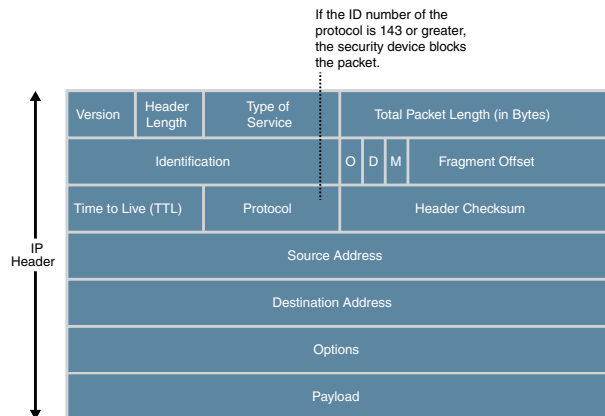 If the ID number of the
protocol is 143 or greater,
the security device blocks
the packet.
Version
Header
Length
Type of
Service
Total Packet Length (in Bytes)
Identification
O
D
M
Fragment Offset
Time to Live (TTL)
Protocol
Header Checksum
IP
Header
Source Address
Destination Address
Options
Payload